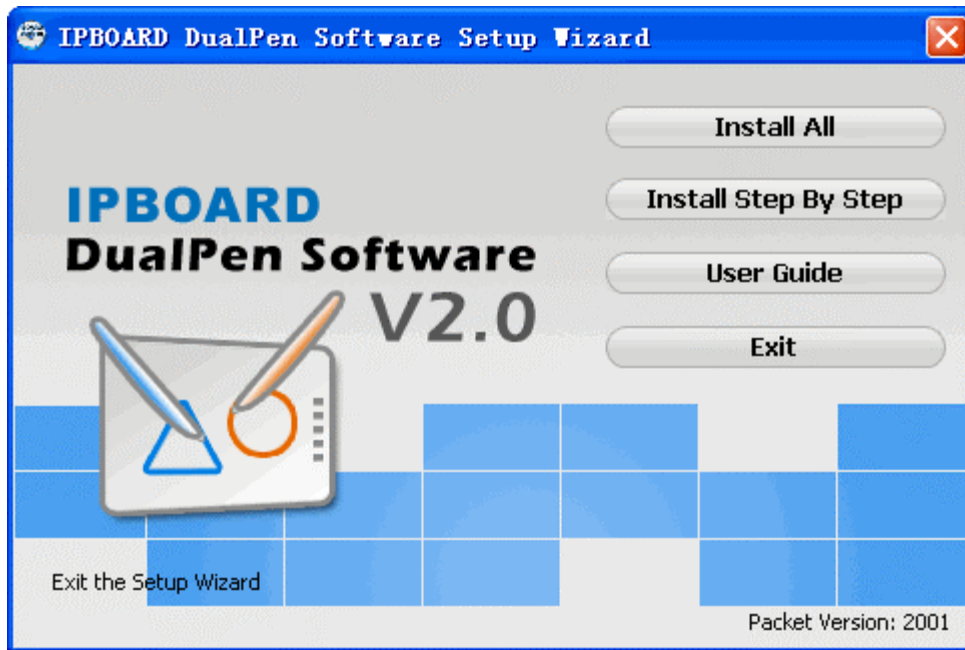 IPBOARD DualPen Software Setup Wizard
Install All
Install Step By Step
User Guide
Exit
IPBOARD
DualPen Software
V2.0
Exit the Setup Wizard
Packet Version: 2001